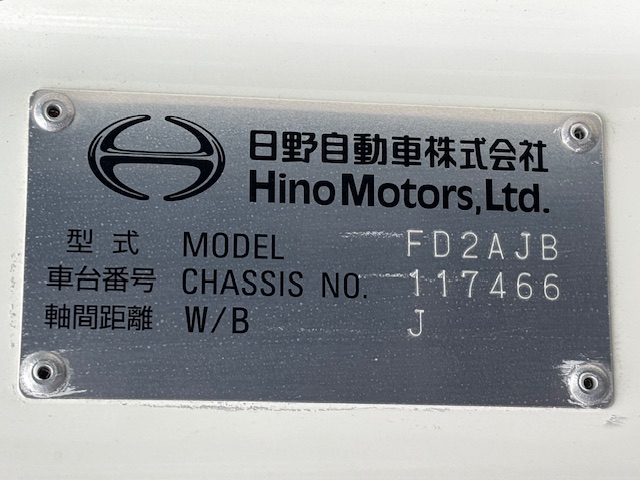 日野自動車株式会社
Hino Motors, Ltd.
型式 MODEL FD2AJB
車台番号 CHASSIS NO. 117466
軸間距離 W/B J